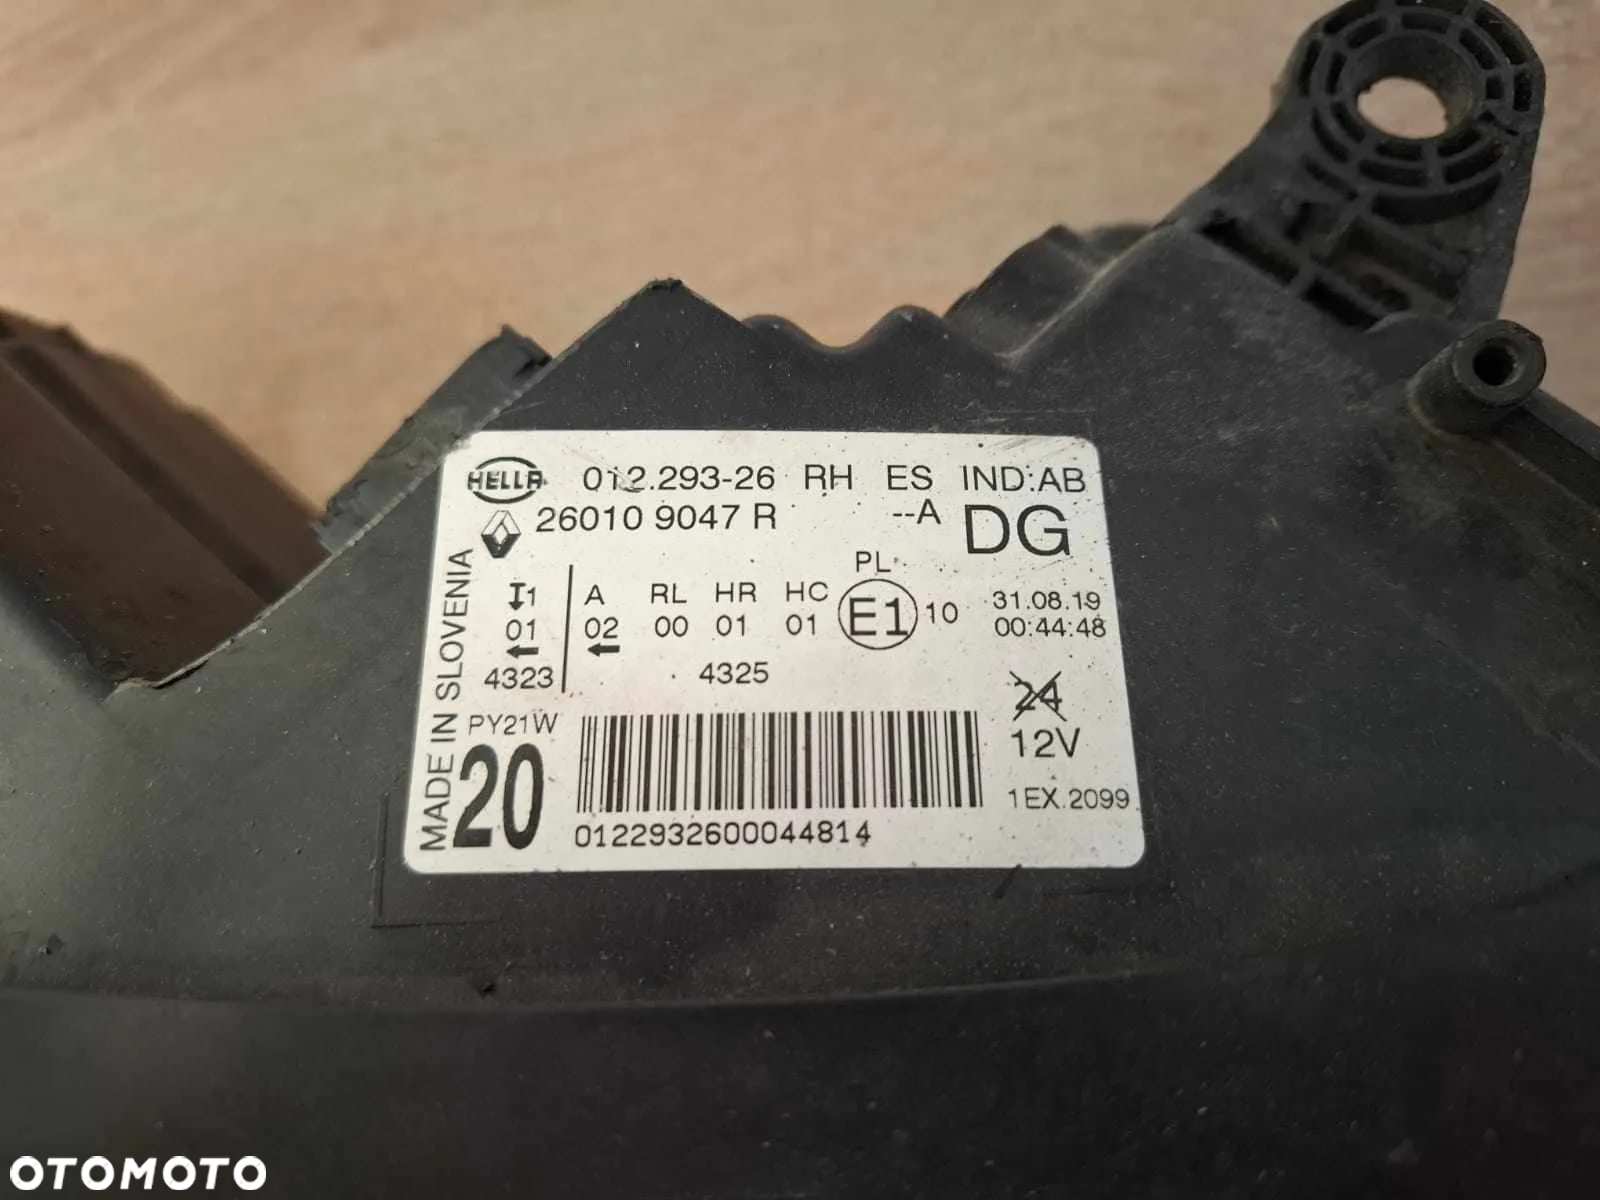 HELLA 012.293-26 RH ES IND:AB
260109047R --A DG
MADE IN SLOVENIA
PL
1 A RL HR HC E1 10 31.08.19
01 02 00 01 01 00:44:48
4323 4325
24
PY21W 12V
20
1EX.2099
0122932600044814
OTOMOTO